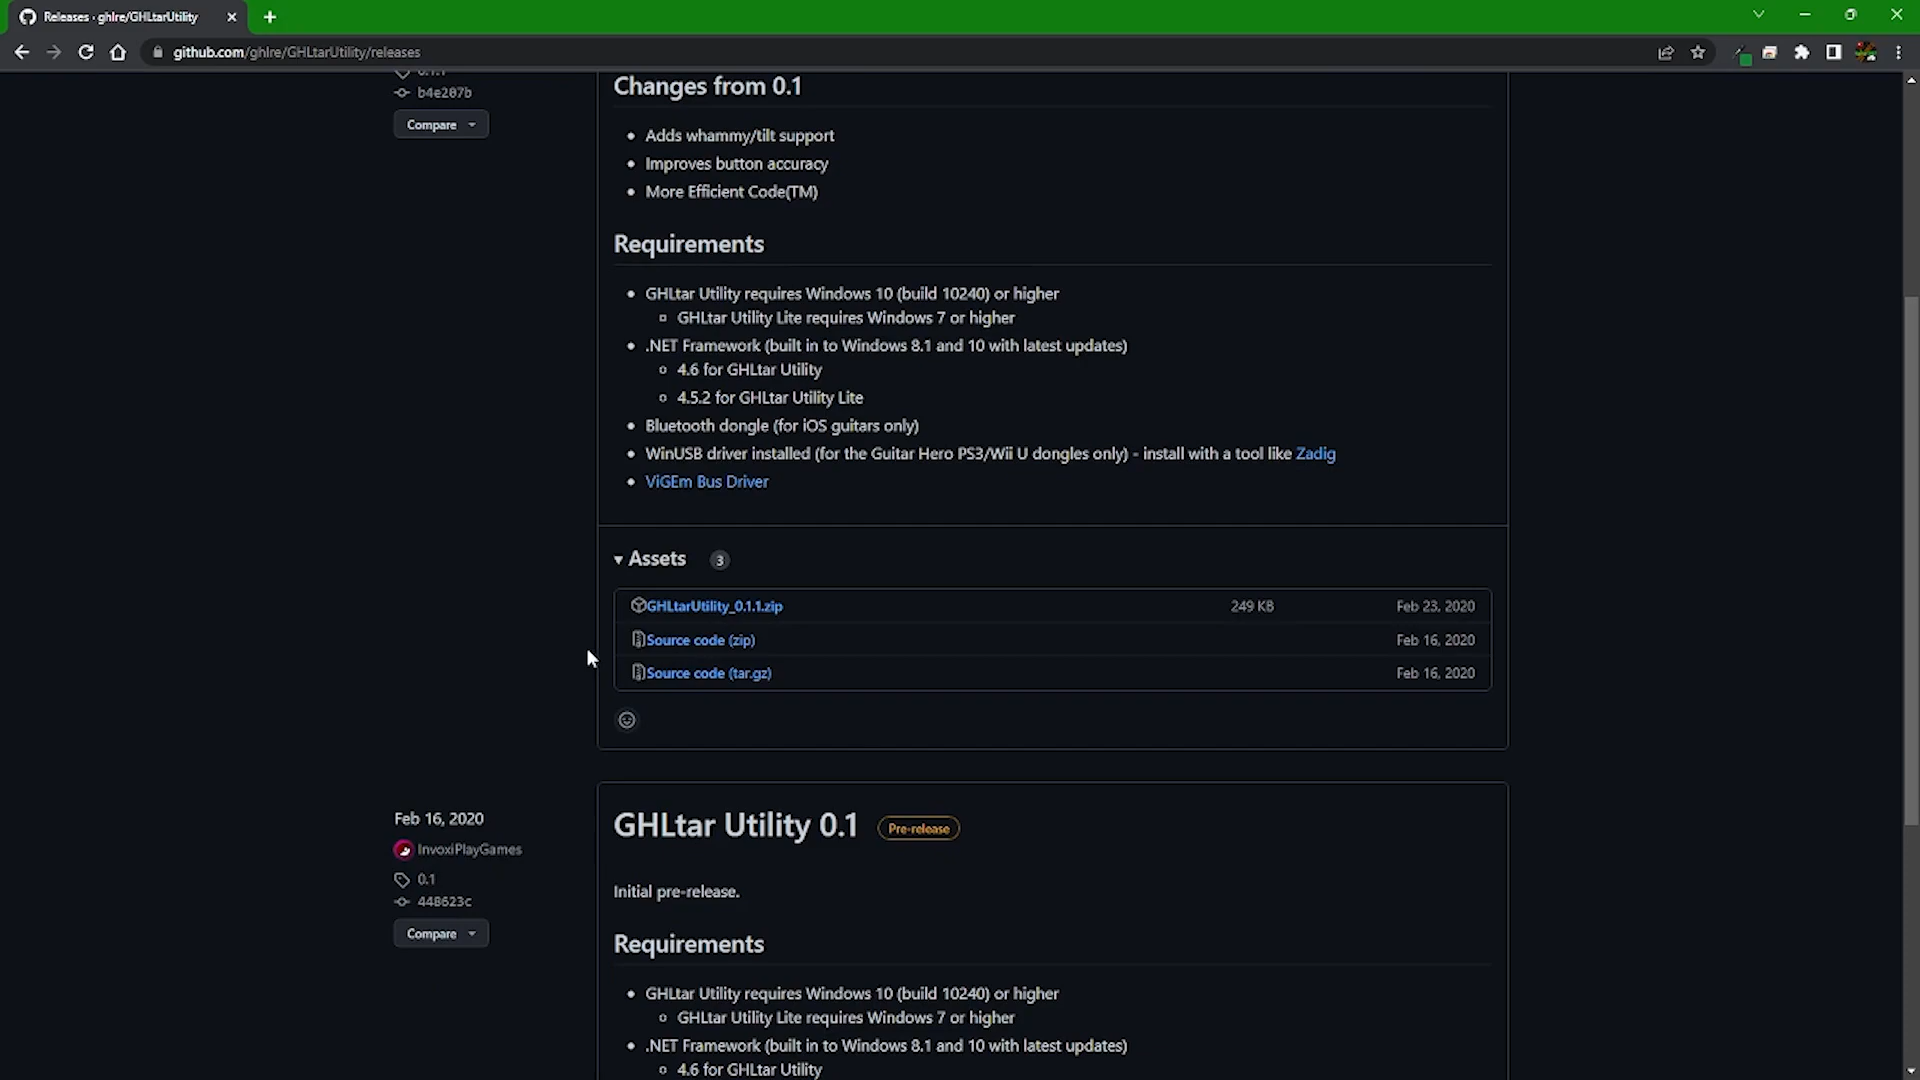 Releases · ghlre/GHLtarUtility
github.com/ghlre/GHLtarUtility/releases
0.1.1
b4e207b
Compare
Changes from 0.1
• Adds whammy/tilt support
• Improves button accuracy
• More Efficient Code(TM)
Requirements
• GHLtar Utility requires Windows 10 (build 10240) or higher
GHLtar Utility Lite requires Windows 7 or higher
• .NET Framework (built in to Windows 8.1 and 10 with latest updates)
4.6 for GHLtar Utility
4.5.2 for GHLtar Utility Lite
• Bluetooth dongle (for iOS guitars only)
• WinUSB driver installed (for the Guitar Hero PS3/Wii U dongles only) - install with a tool like Zadig
• ViGEm Bus Driver
Assets 3
GHLtarUtility_0.1.1.zip 249 KB Feb 23, 2020
Source code (zip) Feb 16, 2020
Source code (tar.gz) Feb 16, 2020
Feb 16, 2020
InvoxiPlayGames
0.1
448623c
Compare
GHLtar Utility 0.1 Pre-release
Initial pre-release.
Requirements
• GHLtar Utility requires Windows 10 (build 10240) or higher
GHLtar Utility Lite requires Windows 7 or higher
• .NET Framework (built in to Windows 8.1 and 10 with latest updates)
4.6 for GHLtar Utility